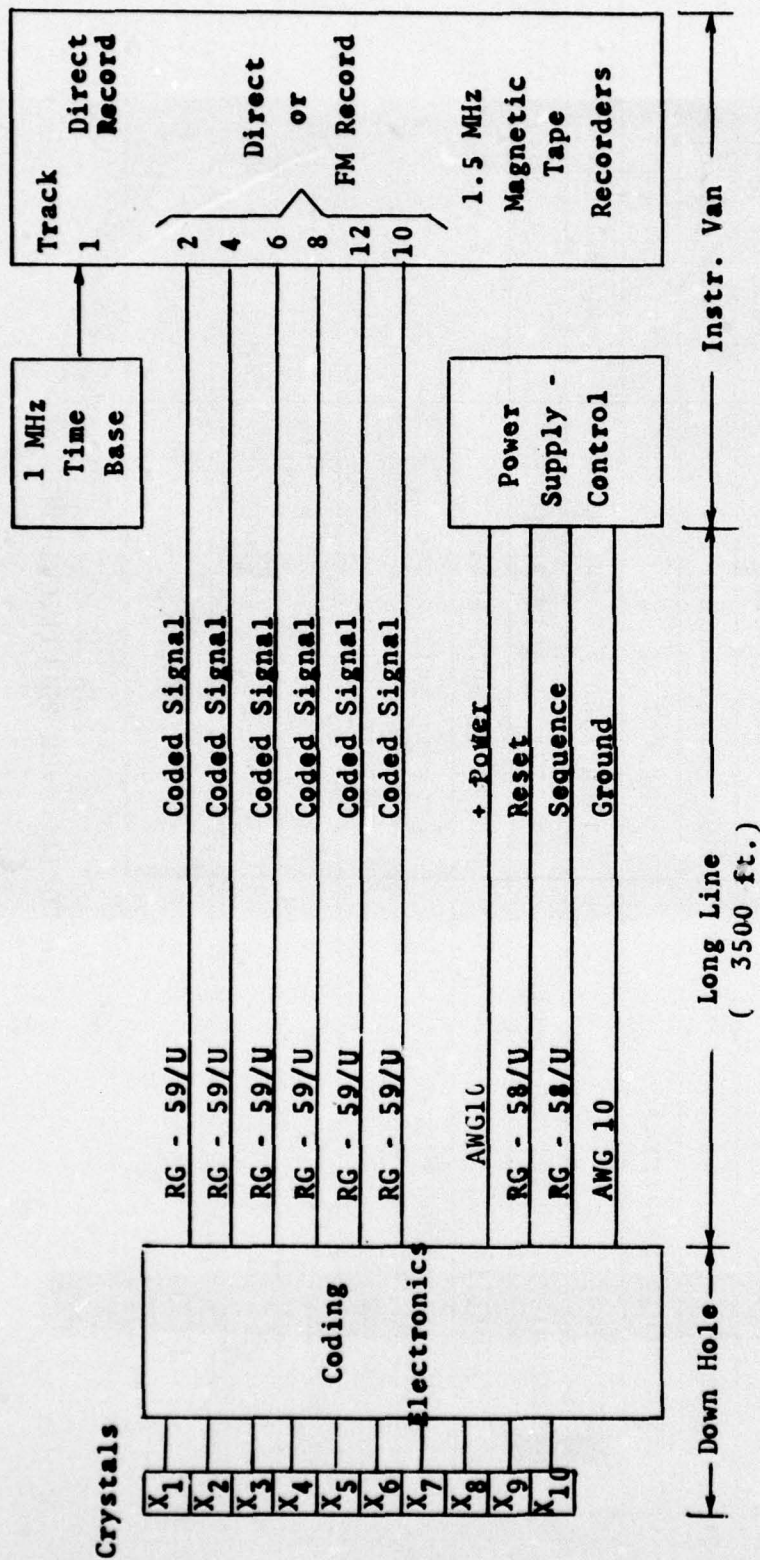 Crystals
X1
X2
X3
X4
X5
X6
X7
X8
X9
X10
Coding
Electronics
RG - 59/U Coded Signal 2
RG - 59/U Coded Signal 4
RG - 59/U Coded Signal 6
RG - 59/U Coded Signal 8
RG - 59/U Coded Signal 12
RG - 59/U Coded Signal 10
AWG10 + Power
RG - 58/U Reset
RG - 58/U Sequence
AWG 10 Ground
1 MHz
Time
Base
Power
Supply -
Control
Track
1 Direct
Record
Direct
or
FM Record
1.5 MHz
Magnetic
Tape
Recorders
Down Hole
Long Line
( 3500 ft.)
Instr. Van